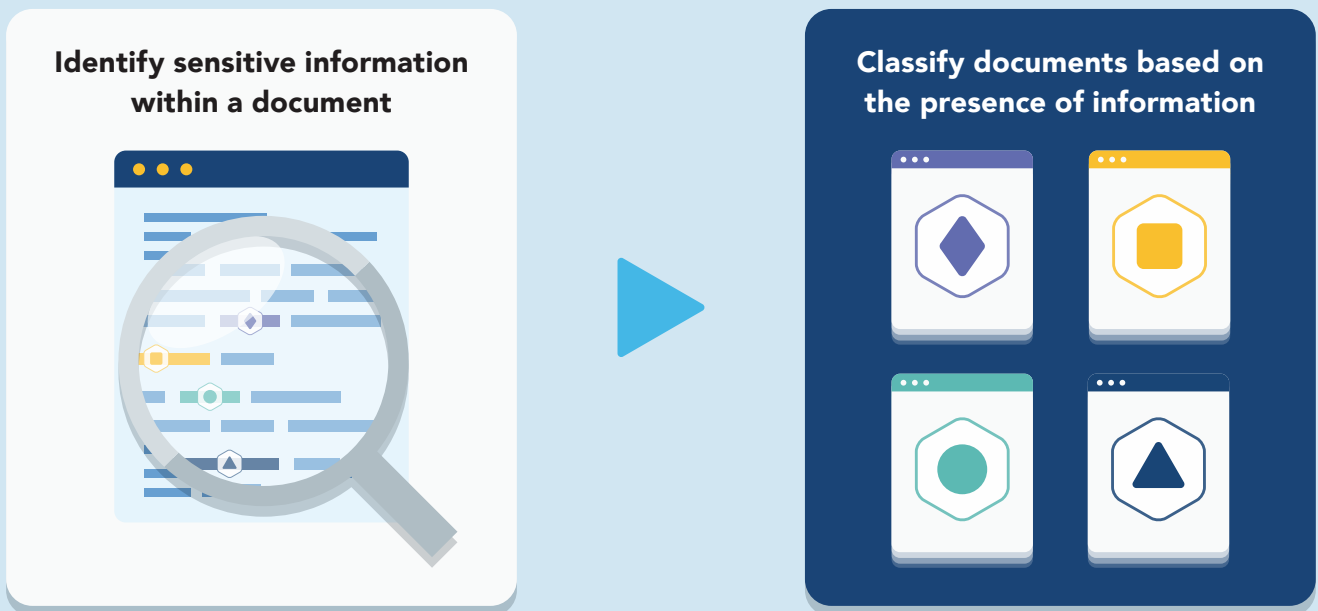 Identify sensitive information
within a document
Classify documents based on
the presence of information